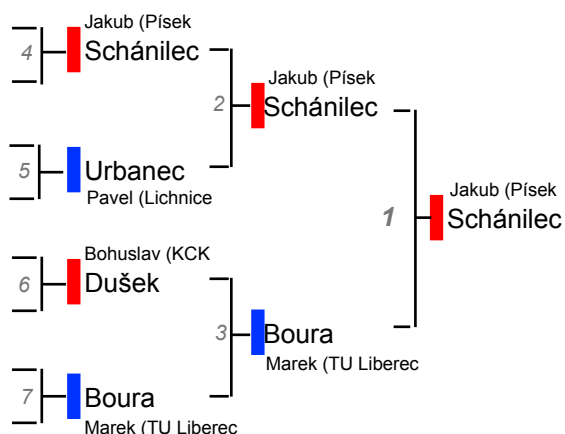 Jakub (Písek
4
Schánilec
5
Urbanec
Pavel (Lichnice
Bohuslav (KCK
6
Dušek
7
Boura
Marek (TU Liberec
2
Jakub (Písek
Schánilec
3
Boura
Marek (TU Liberec
1
Jakub (Písek
Schánilec